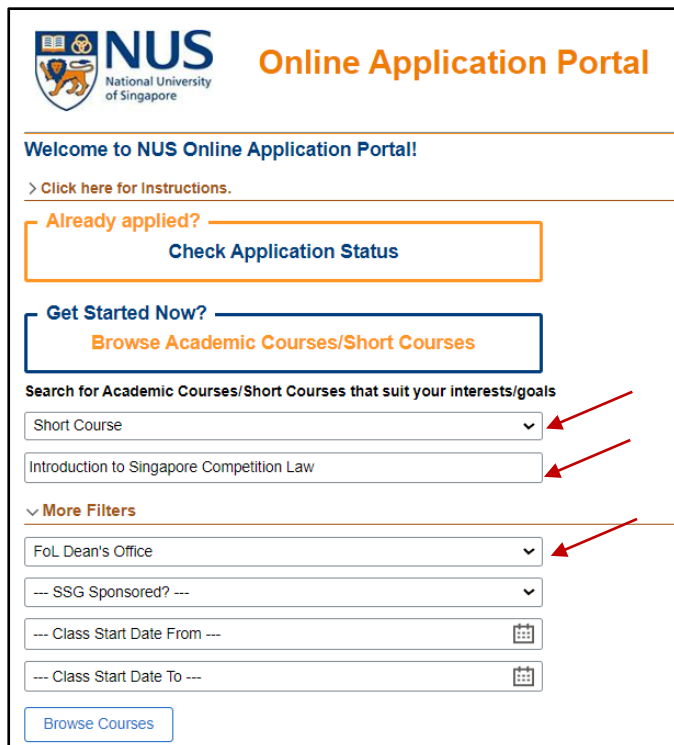 NUS
National University
of Singapore
Online Application Portal
Welcome to NUS Online Application Portal!
Click here for Instructions.
Already applied?
Check Application Status
Get Started Now?
Browse Academic Courses/Short Courses
Search for Academic Courses/Short Courses that suit your interests/goals
Short Course
Introduction to Singapore Competition Law
More Filters
FoL Dean's Office
--- SSG Sponsored? ---
--- Class Start Date From ---
--- Class Start Date To ---
Browse Courses